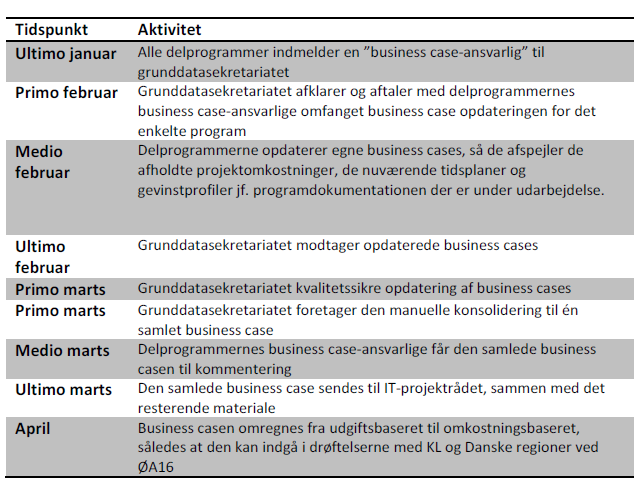 Tidspunkt Aktivitet
Ultimo januar Alle delprogrammer indmelder en ”business case-ansvarlig” til
grunddatasekretariatet
Primo februar Grunddatasekretariatet afklarer og aftaler med delprogrammernes
business case-ansvarlige omfanget business case opdateringen for det
enkelte program
Medio Delprogrammerne opdaterer egne business cases, så de afspejler de
februar afholdte projektomkostninger, de nuværende tidsplaner og
gevinstprofiler jf. programdokumentationen der er under udarbejdelse.
Ultimo Grunddatasekretariatet modtager opdaterede business cases
februar
Primo marts Grunddatasekretariatet kvalitetssikre opdatering af business cases
Primo marts Grunddatasekretariatet foretager den manuelle konsolidering til én
samlet business case
Medio marts Delprogrammernes business case-ansvarlige får den samlede business
casen til kommentering
Ultimo marts Den samlede business case sendes til IT-projektrådet, sammen med det
resterende materiale
April Business casen omregnes fra udgiftsbaseret til omkostningsbaseret,
således at den kan indgå i drøftelserne med KL og Danske regioner ved
ØA16